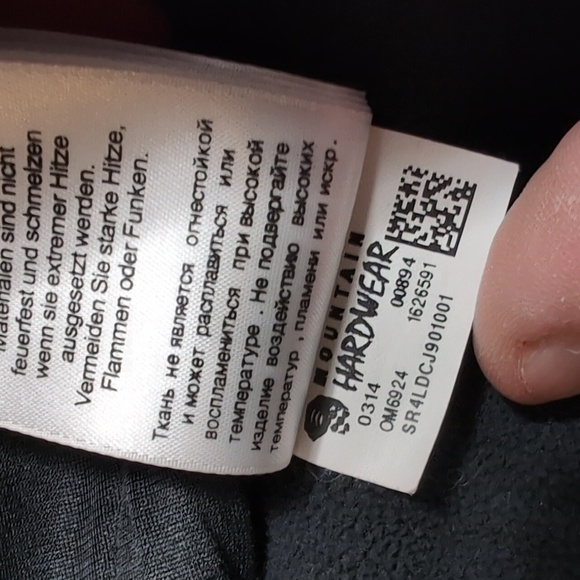 Materialen sind nicht
feuerfest und schmelzen
wenn sie extremer Hitze
ausgesetzt werden.
Vermeiden Sie starke Hitze,
Flammen oder Funken.
Ткань не является огнестойкой
и может расплавиться или
воспламениться при высокой
температуре . Не подвергайте
изделие воздействию высоких
температур , пламени или искр.
MOUNTAIN
HARDWEAR
0314 00894
OM6924 1626591
SR4LDCJ901001